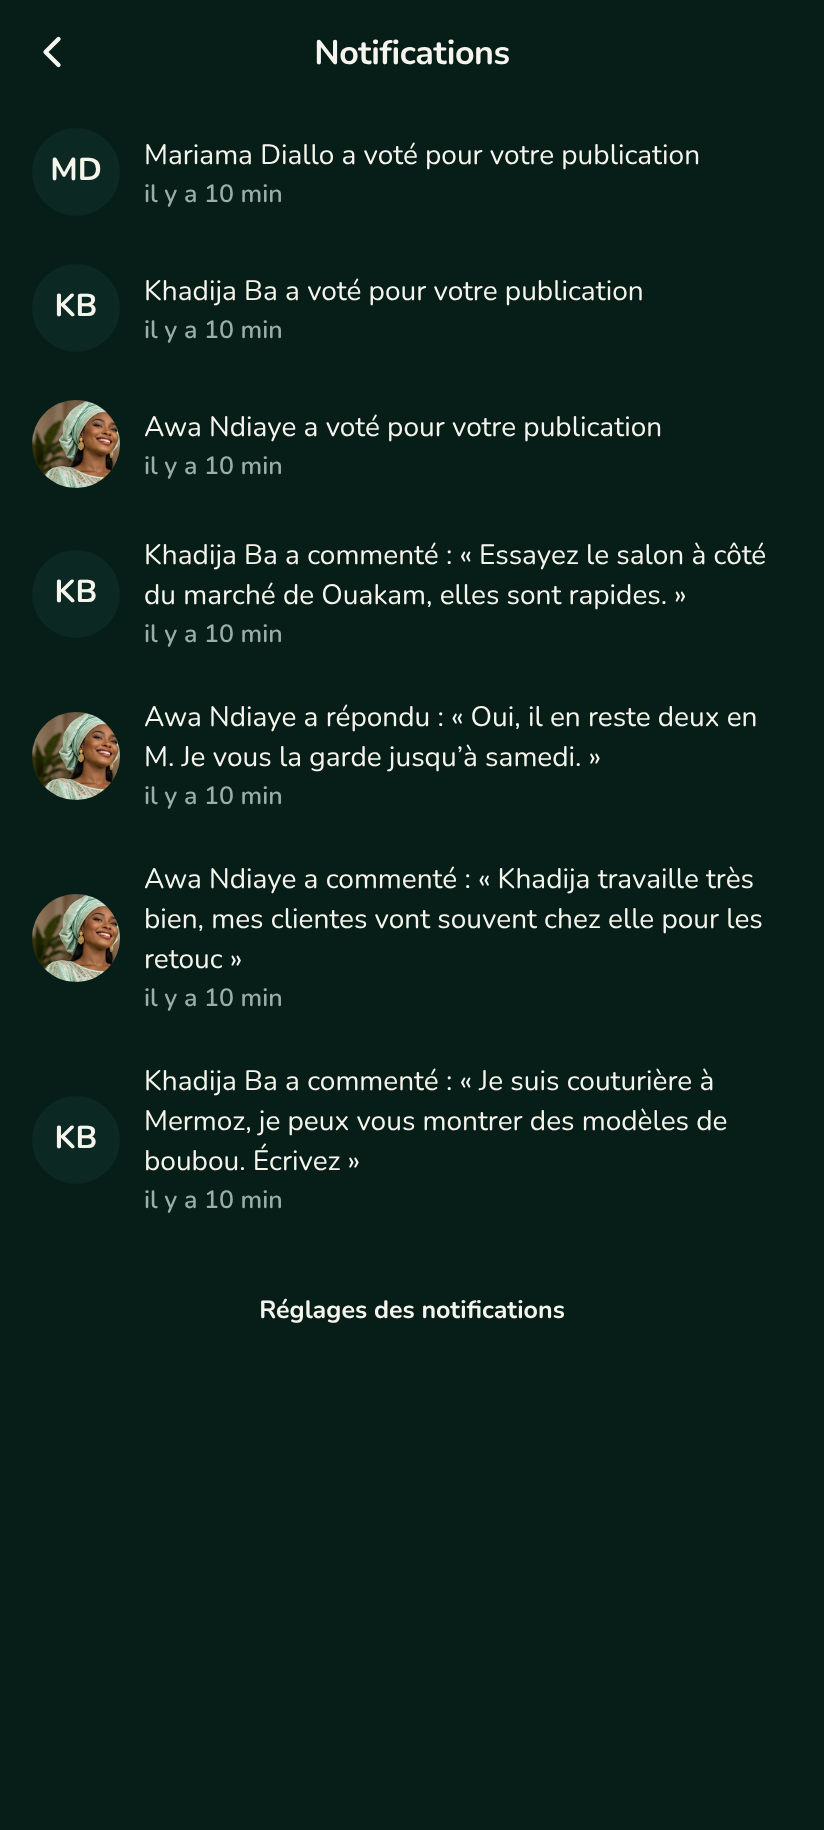 Notifications
MD
Mariama Diallo a voté pour votre publication
il y a 10 min
KB
Khadija Ba a voté pour votre publication
il y a 10 min
Awa Ndiaye a voté pour votre publication
il y a 10 min
KB
Khadija Ba a commenté : « Essayez le salon à côté
du marché de Ouakam, elles sont rapides. »
il y a 10 min
Awa Ndiaye a répondu : « Oui, il en reste deux en
M. Je vous la garde jusqu’à samedi. »
il y a 10 min
Awa Ndiaye a commenté : « Khadija travaille très
bien, mes clientes vont souvent chez elle pour les
retouc »
il y a 10 min
KB
Khadija Ba a commenté : « Je suis couturière à
Mermoz, je peux vous montrer des modèles de
boubou. Écrivez »
il y a 10 min
Réglages des notifications